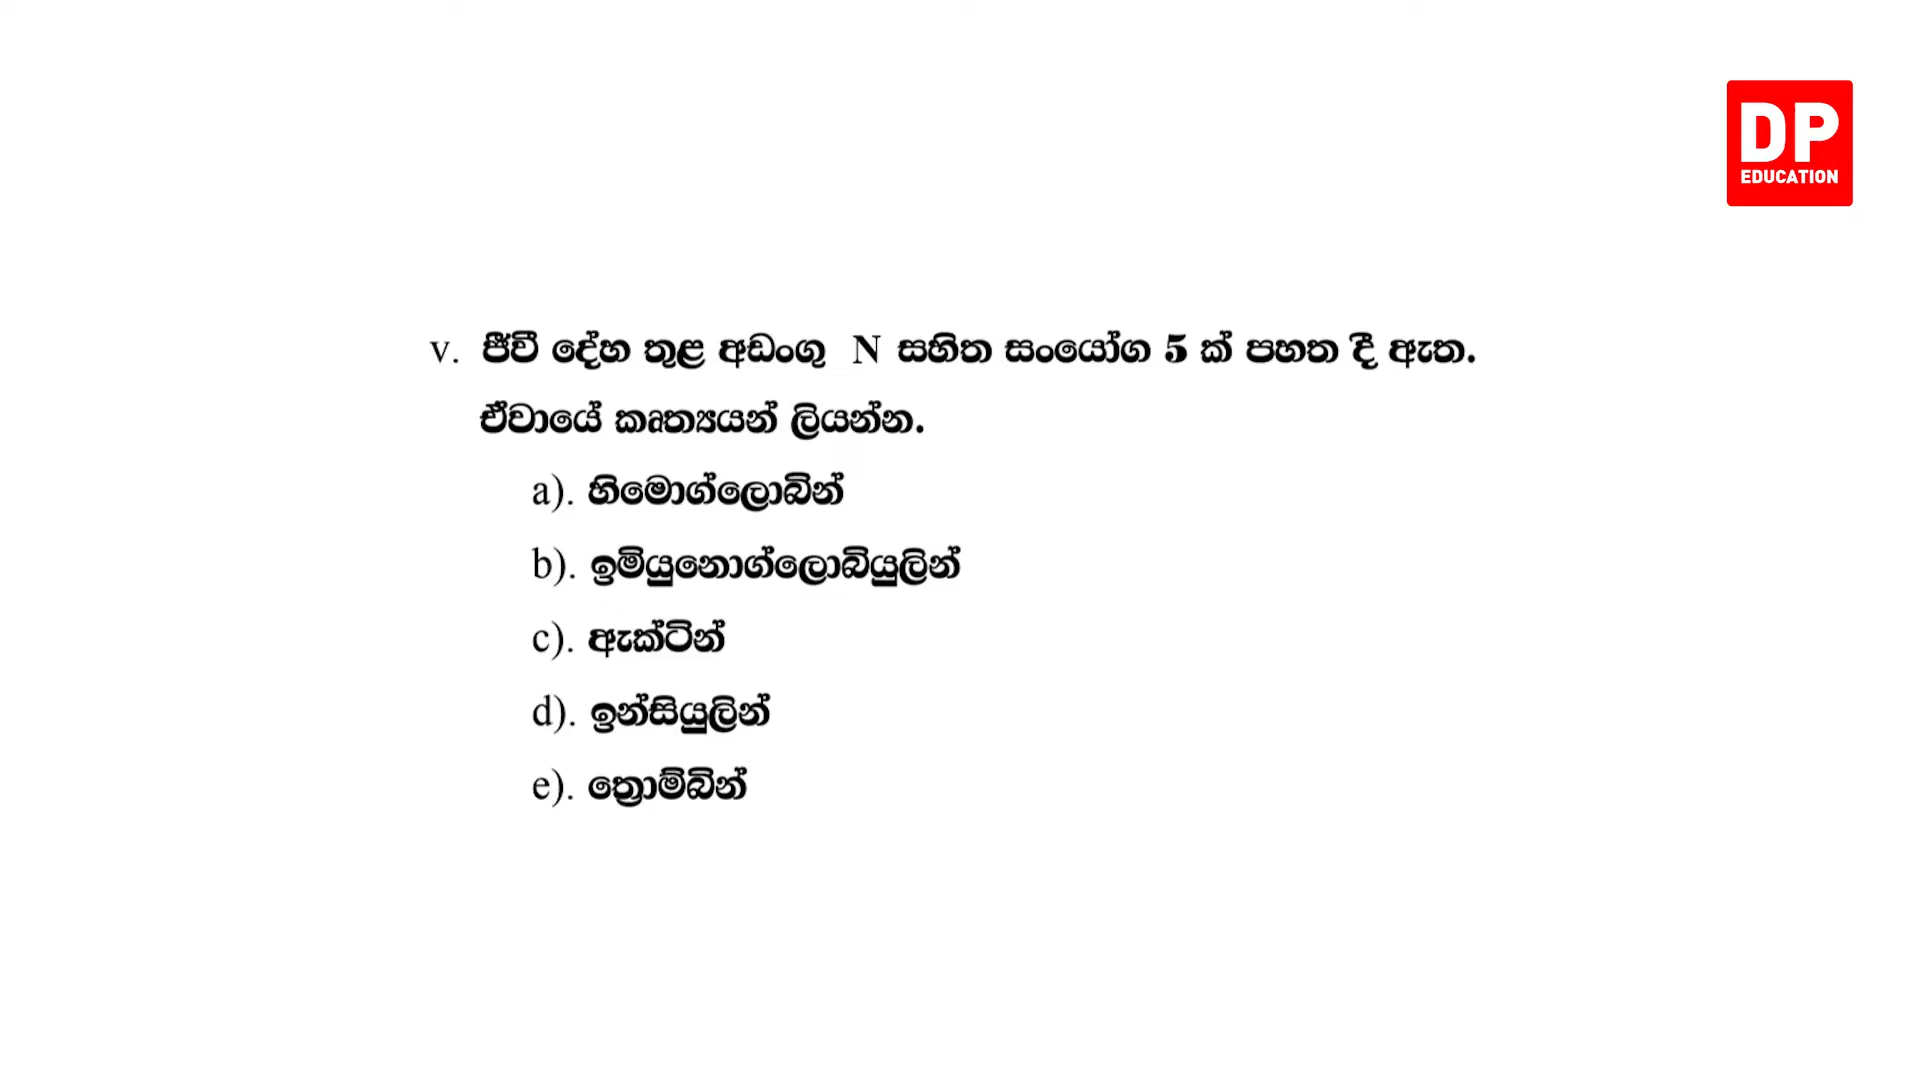 DP
EDUCATION
v. ජීවී දේහ තුළ අඩංගු N සහිත සංයෝග 5 ක් පහත දී ඇත.
ඒවායේ කෘත්‍යයන් ලියන්න.
a). හිමොග්ලොබින්
b). ඉමියුනොග්ලොබියුලින්
c). ඇක්ටින්
d). ඉන්සියුලින්
e). ත්‍රොම්බින්